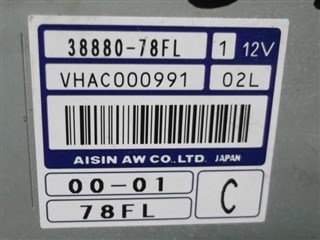 38880-78FL 1 12V
VHAC000991 02L
AISIN AW CO., LTD. JAPAN
00-01
78FL C